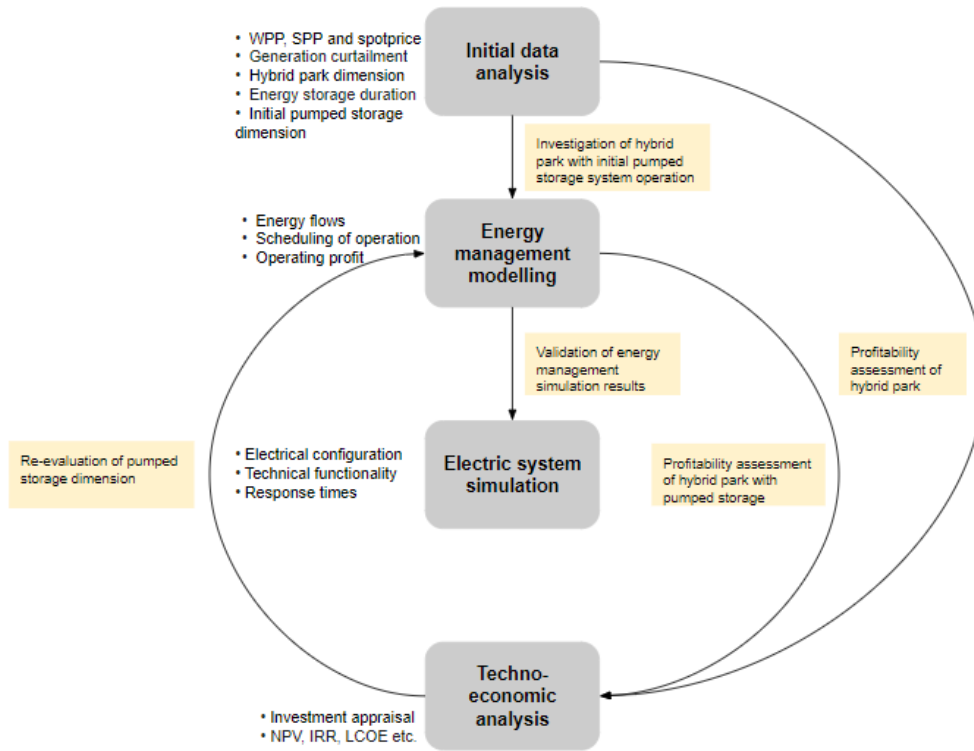 • WPP, SPP and spotprice
• Generation curtailment
• Hybrid park dimension
• Energy storage duration
• Initial pumped storage
dimension
Initial data
analysis
Investigation of hybrid
park with initial pumped
storage system operation
• Energy flows
• Scheduling of operation
• Operating profit
Energy
management
modelling
Validation of energy
management
simulation results
Profitability
assessment of
hybrid park
Re-evaluation of pumped
storage dimension
• Electrical configuration
• Technical functionality
• Response times
Electric system
simulation
Profitability assessment
of hybrid park with
pumped storage
Techno-
economic
analysis
• Investment appraisal
• NPV, IRR, LCOE etc.